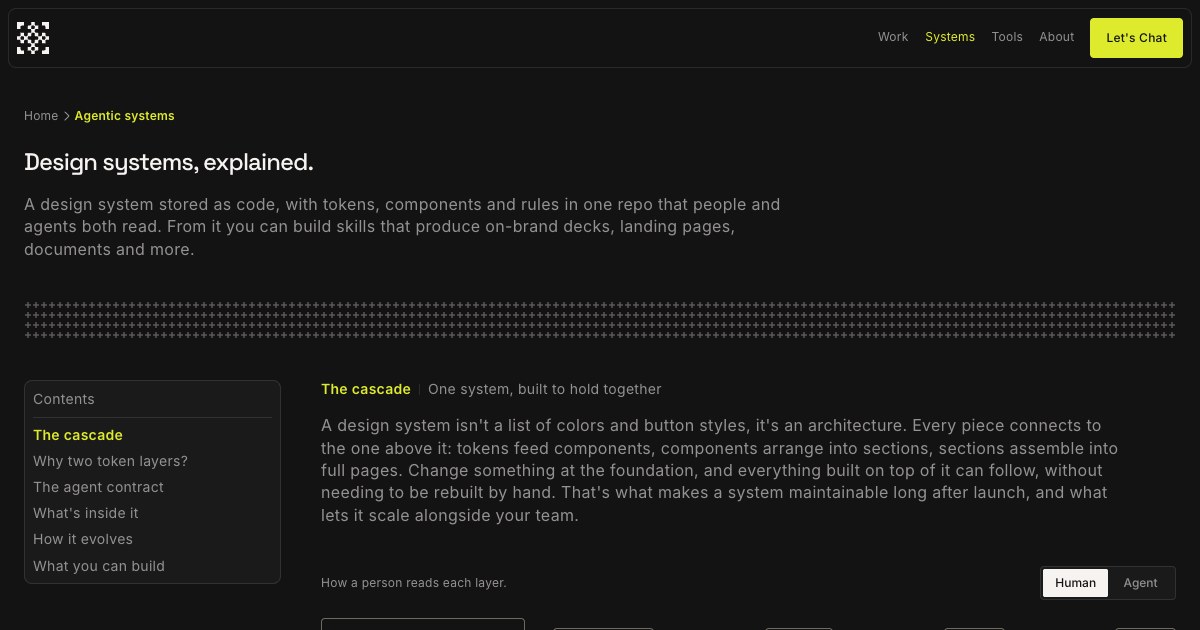 Work Systems Tools About Let's Chat
Home > Agentic systems
Design systems, explained.
A design system stored as code, with tokens, components and rules in one repo that people and
agents both read. From it you can build skills that produce on-brand decks, landing pages,
documents and more.
Contents
The cascade
Why two token layers?
The agent contract
What's inside it
How it evolves
What you can build
The cascade | One system, built to hold together
A design system isn't a list of colors and button styles, it's an architecture. Every piece connects to
the one above it: tokens feed components, components arrange into sections, sections assemble into
full pages. Change something at the foundation, and everything built on top of it can follow, without
needing to be rebuilt by hand. That's what makes a system maintainable long after launch, and what
lets it scale alongside your team.
How a person reads each layer.
Human Agent